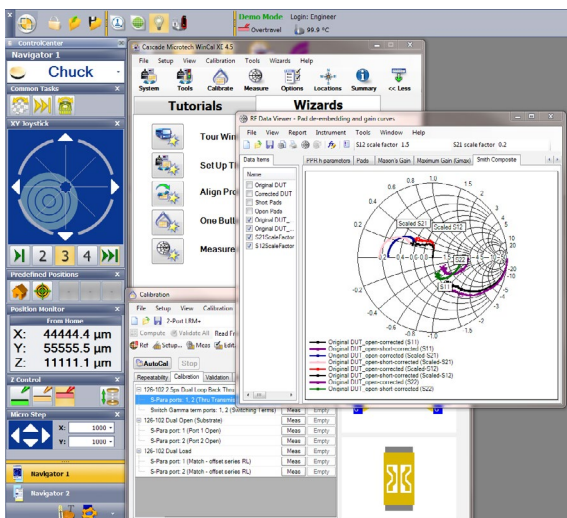 Demo Mode Login: Engineer
Overtravel 99.9 °C
ControlCenter
Navigator 1
Chuck
Common Tasks
XY Joystick
2 3 4
Predefined Positions
Position Monitor
From Home
X: 44444.4 µm
Y: 55555.5 µm
Z: 11111.1 µm
Z Control
Micro Step
X: 1000
Y: 1000
Navigator 1
Navigator 2
Cascade Microtech WinCal XE 4.5
File Setup View Calibration Tools Wizards Help
System Tools Calibrate Measure Options Locations Summary << Less
Tutorials Wizards
Tour Win
Set Up Th
Align Pro
One Butt
Measure
RF Data Viewer - Pad de-embedding and gain curves
File View Report Instrument Tools Window Help
S12 scale factor 1.5 S21 scale factor 0.2
Data Items
PPR h parameters Pads Mason's Gain Maximum Gain (Gmax) Smith Composite
Name
Original DUT
Corrected DUT
Short Pads
Open Pads
Original DUT_
Original DUT_...
S21ScaleFactor
S12ScaleFactor
Scaled S21
Scaled S12
S22
S11
Original DUT_open-corrected (S11)
Original DUT_open-short-corrected (S11)
Original DUT_open-corrected (Scaled-S21)
Original DUT_open-short-corrected (Scaled-S21)
Original DUT_open-corrected (Scaled-S12)
Original DUT_open-short-corrected (Scaled-S12)
Original DUT_open-corrected (S22)
Original DUT_open-short-corrected (S22)
Calibration
File Setup View Calibration
2-Port LRM+
Compute Validate All Read
Ref Setup... Meas Edit..
AutoCal Stop
Repeatability Calibration Validation
126-102 2.5ps Dual Loop Back Thru
S-Para ports: 1, 2 (Thru Transmis
Switch Gamma term ports: 1, 2 (Switching Terms) Meas Empty
126-102 Dual Open (Substrate)
S-Para port: 1 (Port 1 Open) Meas Empty
S-Para port: 2 (Port 2 Open) Meas Empty
126-102 Dual Load
S-Para port: 1 (Match - offset series RL) Meas Empty
S-Para port: 2 (Match - offset series RL) Meas Empty